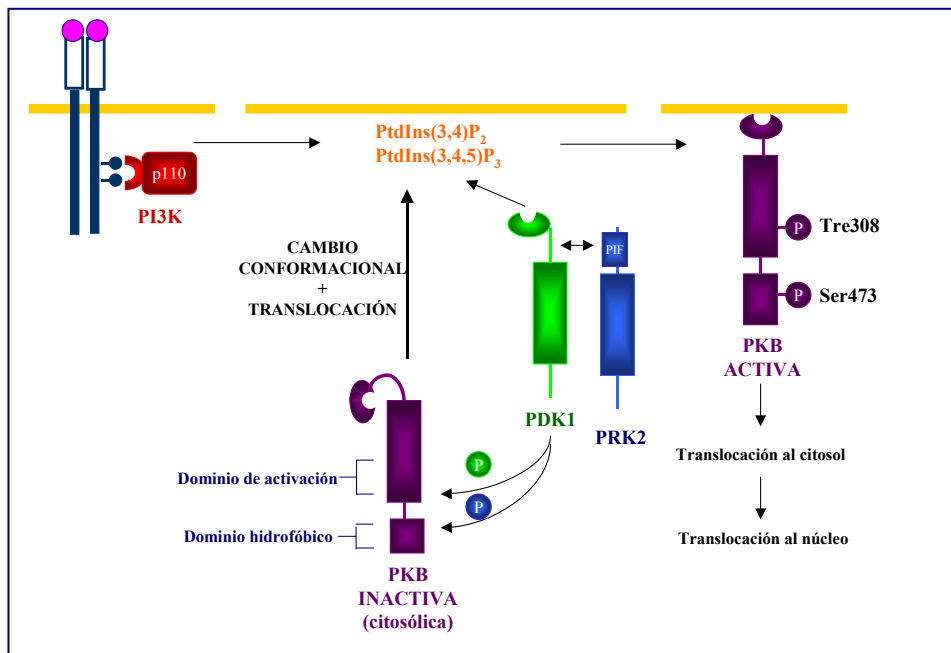 PtdIns(3,4)P2
PtdIns(3,4,5)P3
p110
PI3K
CAMBIO
CONFORMACIONAL
+
TRANSLOCACIÓN
PIF
PDK1
PRK2
P
Tre308
P
Ser473
PKB
ACTIVA
Translocación al citosol
Translocación al núcleo
P
P
Dominio de activación
Dominio hidrofóbico
PKB
INACTIVA
(citosólica)